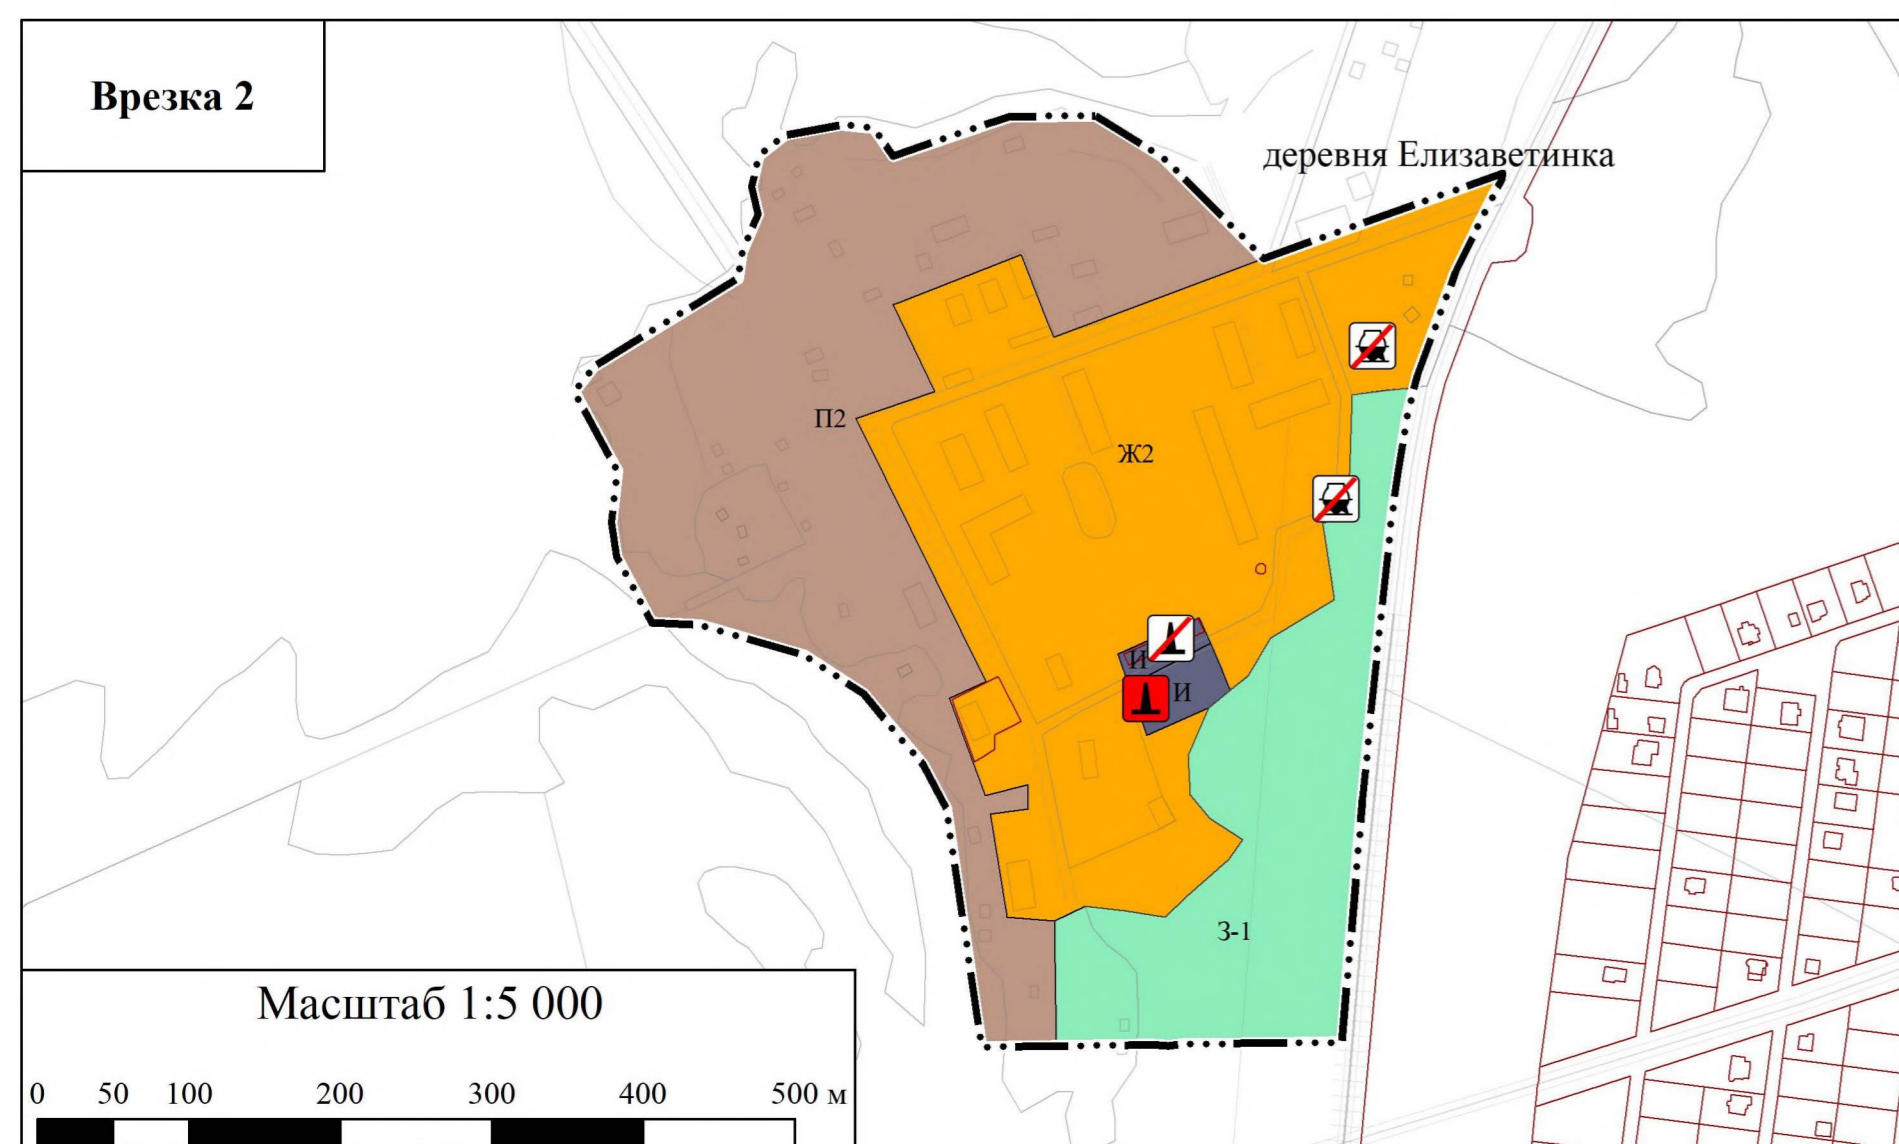 Врезка 2
деревня Елизаветинка
П2
Ж2
И
И
З-1
Масштаб 1:5 000
0 50 100 200 300 400 500 м